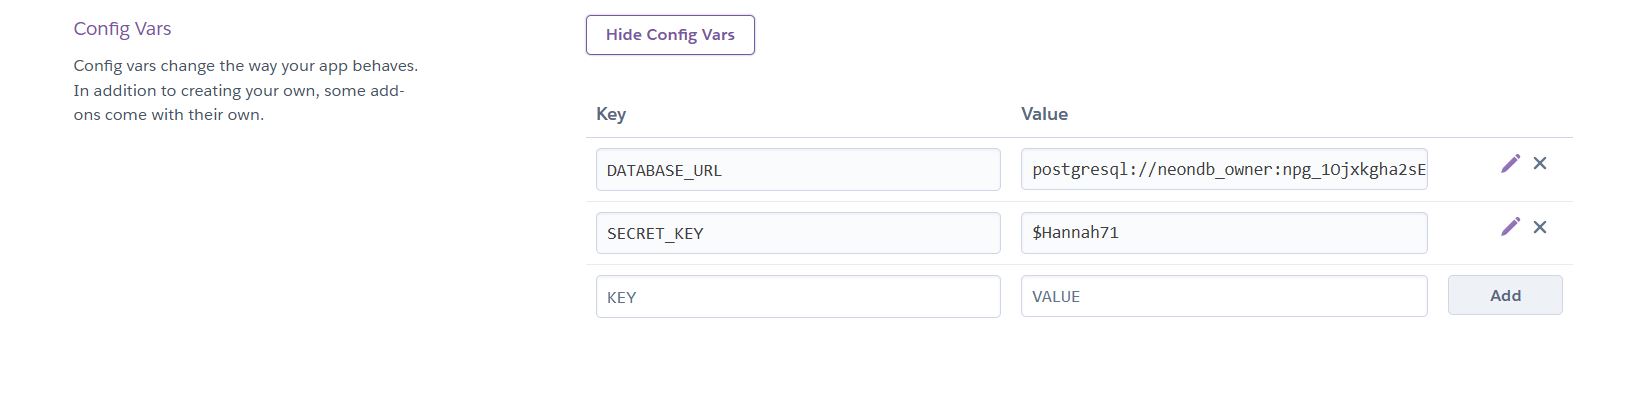 Config Vars
Hide Config Vars
Config vars change the way your app behaves.
In addition to creating your own, some add-
ons come with their own.
Key Value
DATABASE_URL postgresql://neondb_owner:npg_1Ojxkgha2sE
SECRET_KEY $Hannah71
KEY VALUE Add